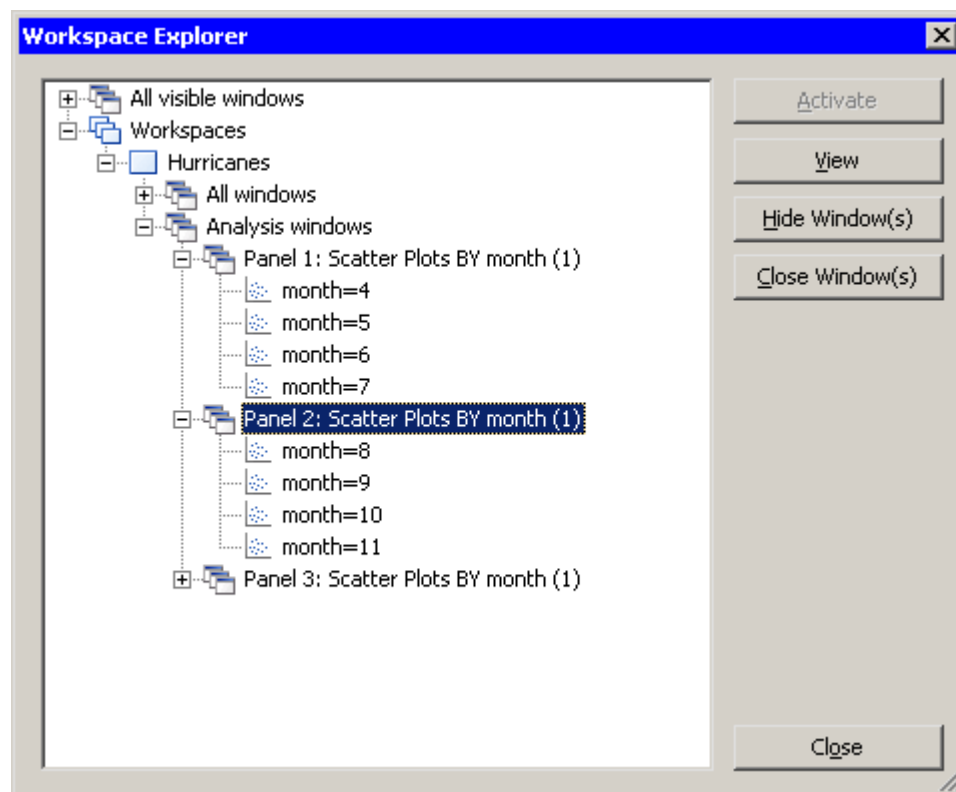 Workspace Explorer
All visible windows
Workspaces
Hurricanes
All windows
Analysis windows
Panel 1: Scatter Plots BY month (1)
month=4
month=5
month=6
month=7
Panel 2: Scatter Plots BY month (1)
month=8
month=9
month=10
month=11
Panel 3: Scatter Plots BY month (1)
Activate
View
Hide Window(s)
Close Window(s)
Close